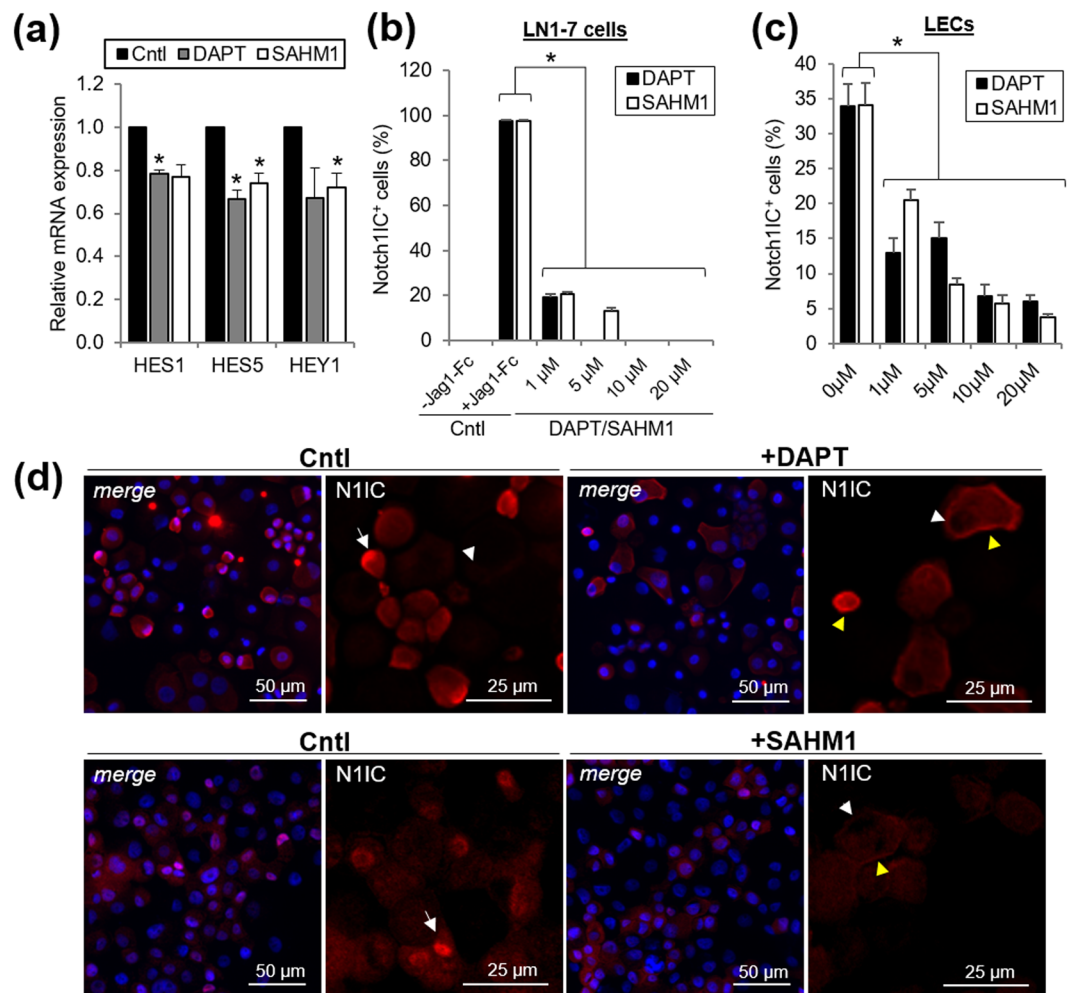 (a)
Cntl DAPT SAHM1
Relative mRNA expression
1.2
1.0
0.8
0.6
0.4
0.2
0.0
* * * *
HES1 HES5 HEY1
(b)
LN1-7 cells
DAPT
SAHM1
*
Notch1IC+ cells (%)
120
100
80
60
40
20
0
-Jag1-Fc +Jag1-Fc 1 µM 5 µM 10 µM 20 µM
Cntl DAPT/SAHM1
(c)
LECs
DAPT
SAHM1
*
Notch1IC+ cells (%)
40
35
30
25
20
15
10
5
0
0µM 1µM 5µM 10µM 20µM
(d)
Cntl +DAPT
merge N1IC merge N1IC
50 µm 25 µm 50 µm 25 µm
Cntl +SAHM1
merge N1IC merge N1IC
50 µm 25 µm 50 µm 25 µm